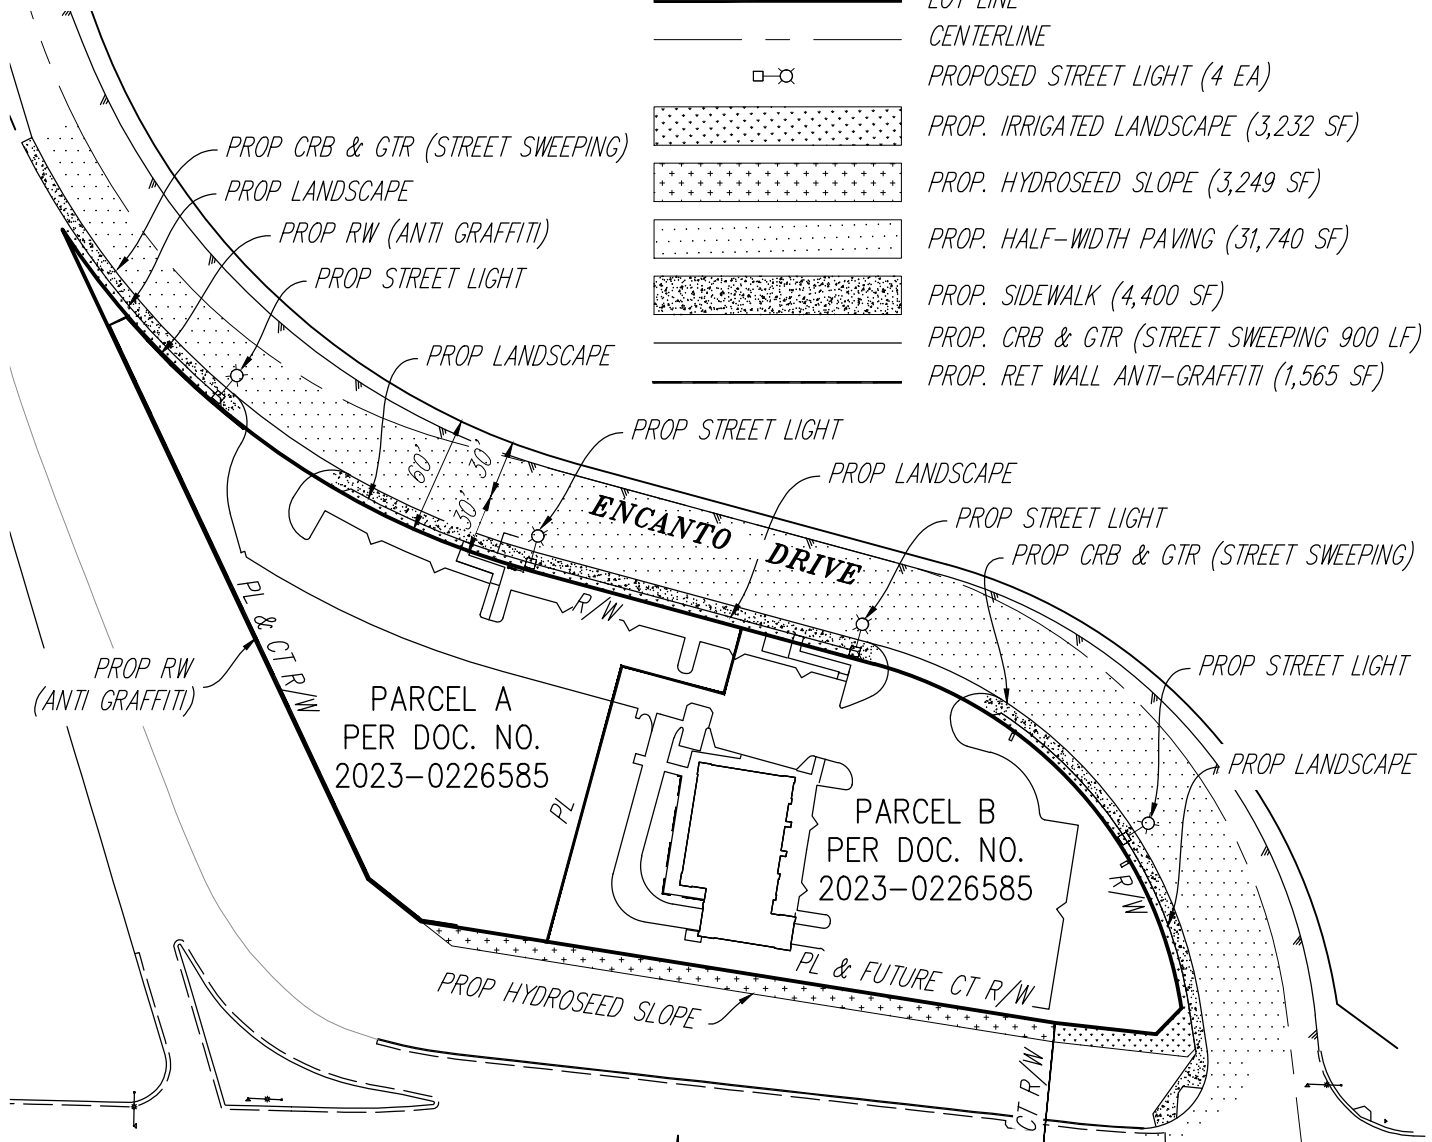 LOT LINE
CENTERLINE
PROPOSED STREET LIGHT (4 EA)
PROP. IRRIGATED LANDSCAPE (3,232 SF)
PROP. HYDROSEED SLOPE (3,249 SF)
PROP. HALF-WIDTH PAVING (31,740 SF)
PROP. SIDEWALK (4,400 SF)
PROP. CRB & GTR (STREET SWEEPING 900 LF)
PROP. RET WALL ANTI-GRAFFITI (1,565 SF)
PROP CRB & GTR (STREET SWEEPING)
PROP LANDSCAPE
PROP RW (ANTI GRAFFITI)
PROP STREET LIGHT
PROP LANDSCAPE
PROP STREET LIGHT
60'
30'
30'
PROP LANDSCAPE
ENCANTO DRIVE
PROP STREET LIGHT
PROP CRB & GTR (STREET SWEEPING)
R/W
PL & CT R/W
PROP RW
(ANTI GRAFFITI)
PROP STREET LIGHT
PARCEL A
PER DOC. NO.
2023-0226585
PROP LANDSCAPE
PL
PARCEL B
PER DOC. NO.
2023-0226585
R/W
PL & FUTURE CT R/W
PROP HYDROSEED SLOPE
CT R/W